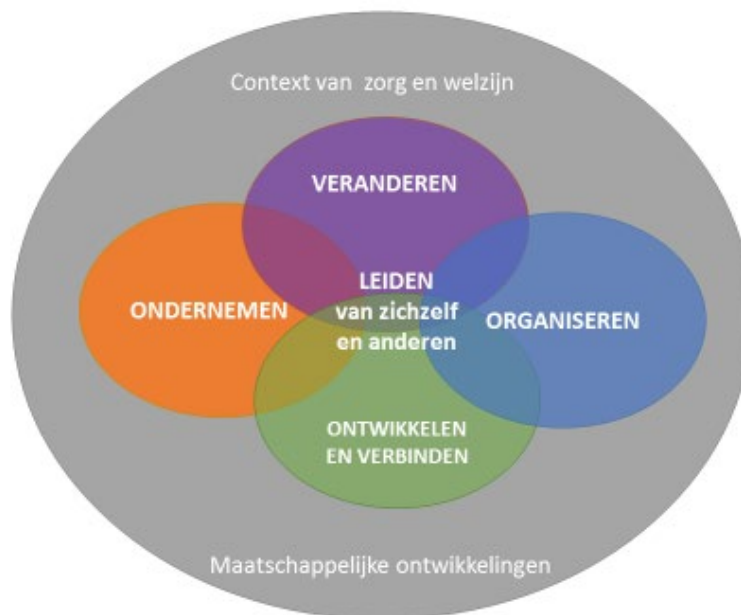 Context van zorg en welzijn
VERANDEREN
ONDERNEMEN
LEIDEN
van zichzelf
en anderen
ORGANISEREN
ONTWIKKELEN
EN VERBINDEN
Maatschappelijke ontwikkelingen